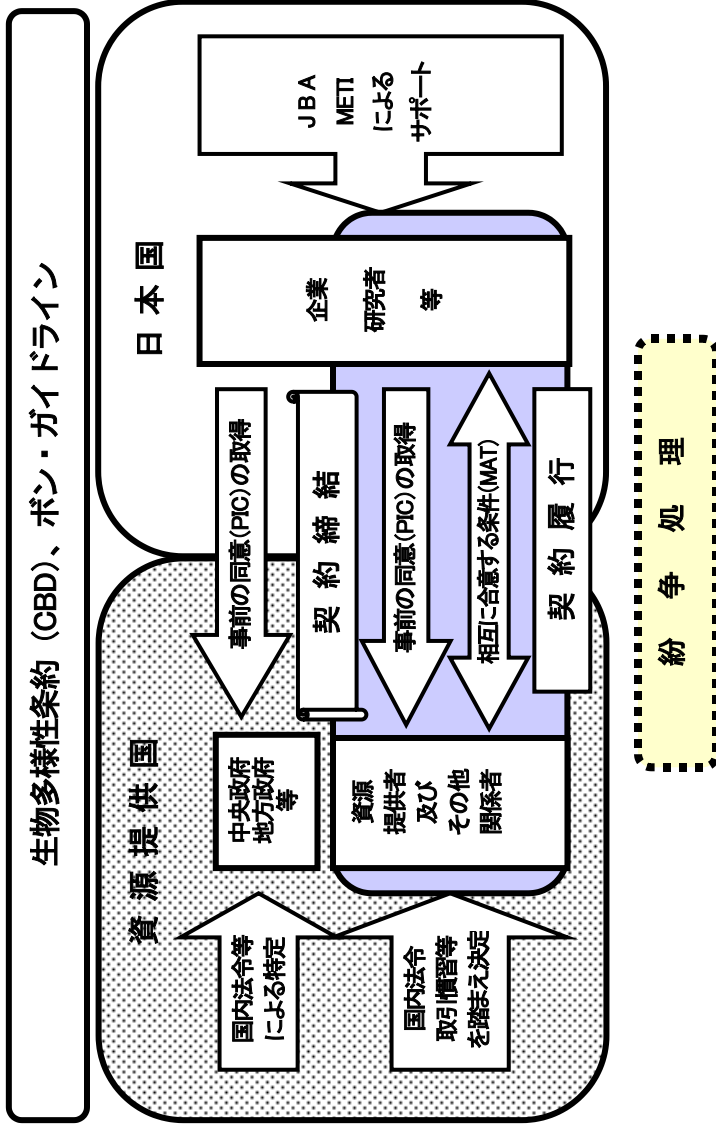 生物多様性条約(CBD)、ボン・ガイドライン
資源提供国
日本国
国内法令等
による特定
中央政府
地方政府
等
事前の同意(PIC)の取得
契約締結
国内法令
取引慣習等
を踏まえ決定
資源
提供者
及び
その他
関係者
事前の同意(PIC)の取得
相互に合意する条件(MAT)
契約履行
企業
研究者
等
JBA
METI
による
サポート
紛争処理